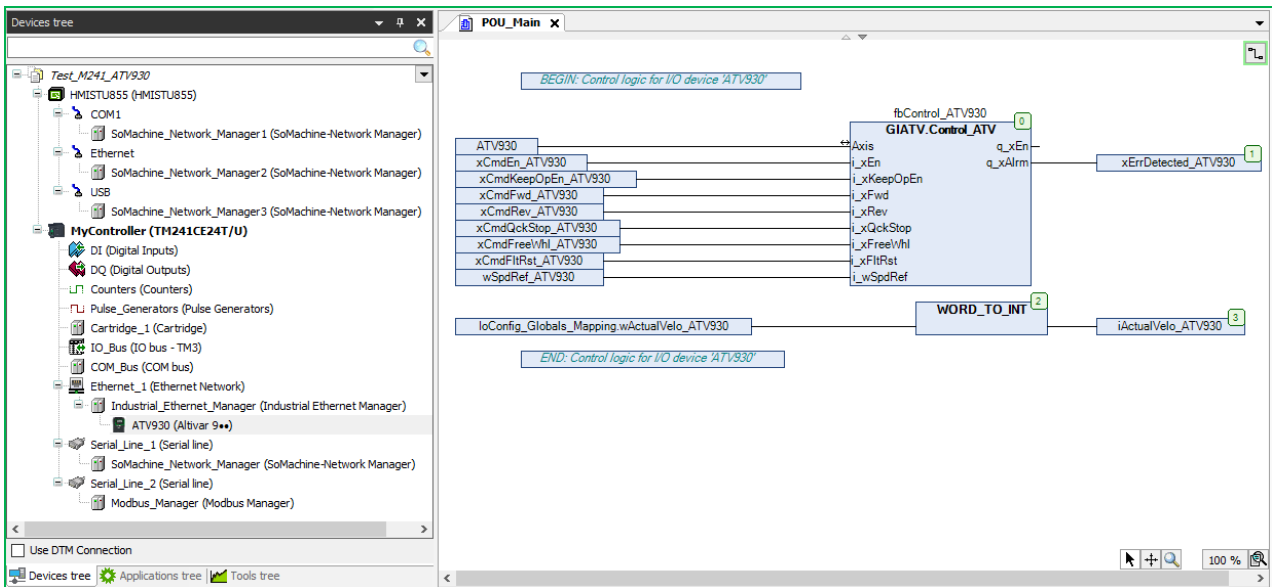 Devices tree
Test_M241_ATV930
HMISTU855 (HMISTU855)
COM1
SoMachine_Network_Manager1 (SoMachine-Network Manager)
Ethernet
SoMachine_Network_Manager2 (SoMachine-Network Manager)
USB
SoMachine_Network_Manager3 (SoMachine-Network Manager)
MyController (TM241CE24T/U)
DI (Digital Inputs)
DQ (Digital Outputs)
Counters (Counters)
Pulse_Generators (Pulse Generators)
Cartridge_1 (Cartridge)
IO_Bus (IO bus - TM3)
COM_Bus (COM bus)
Ethernet_1 (Ethernet Network)
Industrial_Ethernet_Manager (Industrial Ethernet Manager)
ATV930 (Altivar 9●●)
Serial_Line_1 (Serial line)
SoMachine_Network_Manager (SoMachine-Network Manager)
Serial_Line_2 (Serial line)
Modbus_Manager (Modbus Manager)
Use DTM Connection
Devices tree Applications tree Tools tree
POU_Main
BEGIN: Control logic for I/O device 'ATV930'
fbControl_ATV930
GIATV.Control_ATV 0
ATV930 Axis q_xEn
xCmdEn_ATV930 i_xEn q_xAlrm xErrDetected_ATV930 1
xCmdKeepOpEn_ATV930 i_xKeepOpEn
xCmdFwd_ATV930 i_xFwd
xCmdRev_ATV930 i_xRev
xCmdQckStop_ATV930 i_xQckStop
xCmdFreeWhl_ATV930 i_xFreeWhl
xCmdFltRst_ATV930 i_xFltRst
wSpdRef_ATV930 i_wSpdRef
WORD_TO_INT 2
IoConfig_Globals_Mapping.wActualVelo_ATV930 iActualVelo_ATV930 3
END: Control logic for I/O device 'ATV930'
100 %